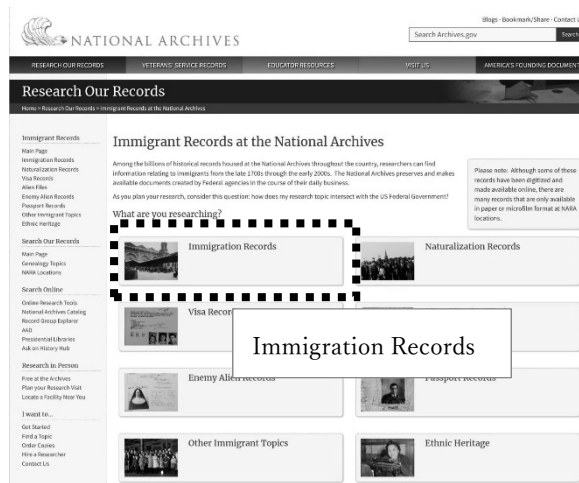 Blogs · Bookmark/Share · Contact U
NATIONAL ARCHIVES
Search Archives.gov
Search
RESEARCH OUR RECORDS
VETERANS' SERVICE RECORDS
EDUCATOR RESOURCES
VISIT US
AMERICA'S FOUNDING DOCUMENT
Research Our Records
Home > Research Our Records > Immigrant Records at the National Archives
Immigrant Records
Main Page
Immigration Records
Naturalization Records
Visa Records
Alien Files
Enemy Alien Records
Passport Records
Other Immigrant Topics
Ethnic Heritage
Search Our Records
Main Page
Genealogy Topics
NARA Locations
Search Online
Online Research Tools
National Archives Catalog
Record Group Explorer
AAD
Presidential Libraries
Ask on History Hub
Research in Person
Free at the Archives
Plan your Research Visit
Locate a Facility Near You
I want to...
Get Started
Find a Topic
Order Copies
Hire a Researcher
Contact Us
Immigrant Records at the National Archives
Among the billions of historical records housed at the National Archives throughout the country, researchers can find
information relating to immigrants from the late 1700s through the early 2000s. The National Archives preserves and makes
available documents created by Federal agencies in the course of their daily business.
As you plan your research, consider this question: how does my research topic intersect with the US Federal Government?
Please note: Although some of these
records have been digitized and
made available online, there are
many records that are only available
in paper or microfilm format at NARA
locations.
What are you researching?
Immigration Records
Naturalization Records
Visa Recor
Immigration Records
Enemy Alien Records
Passport Records
Other Immigrant Topics
Ethnic Heritage